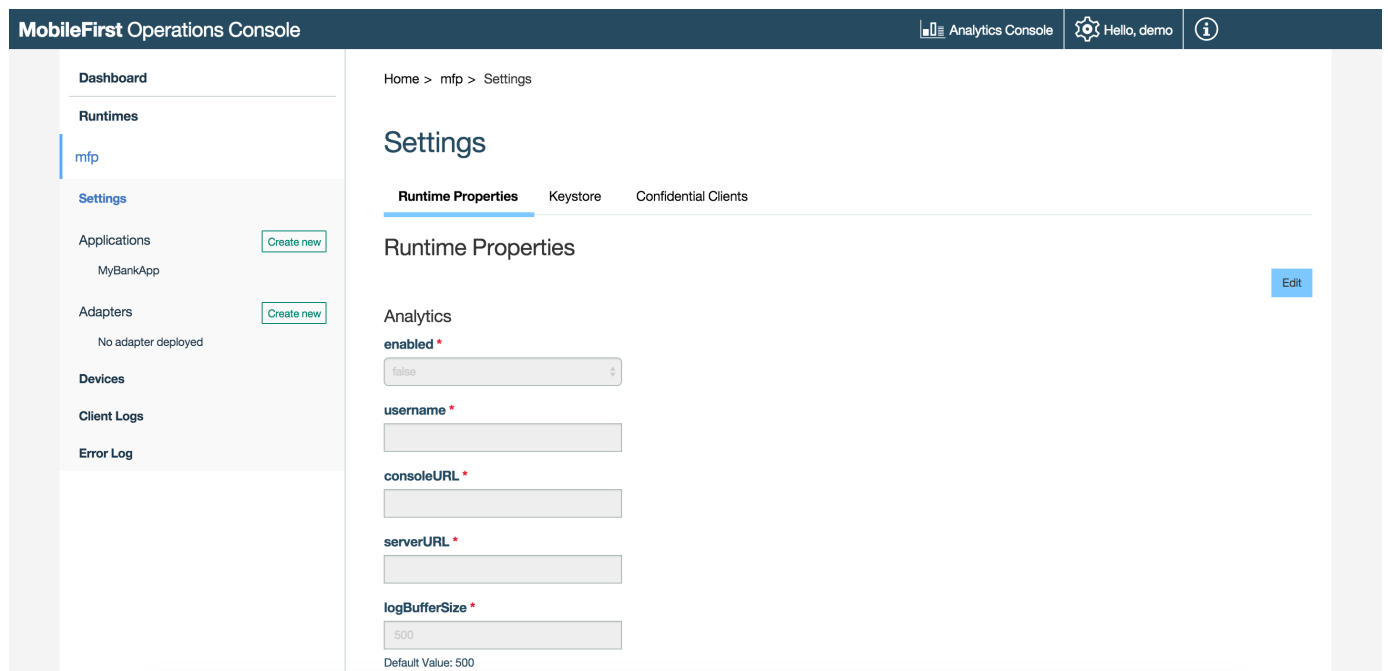 MobileFirst Operations Console
Analytics Console
Hello, demo
Dashboard
Runtimes
mfp
Settings
Applications
Create new
MyBankApp
Adapters
Create new
No adapter deployed
Devices
Client Logs
Error Log
Home > mfp > Settings
Settings
Runtime Properties Keystore Confidential Clients
Runtime Properties
Edit
Analytics
enabled *
false
username *
consoleURL *
serverURL *
logBufferSize *
500
Default Value: 500